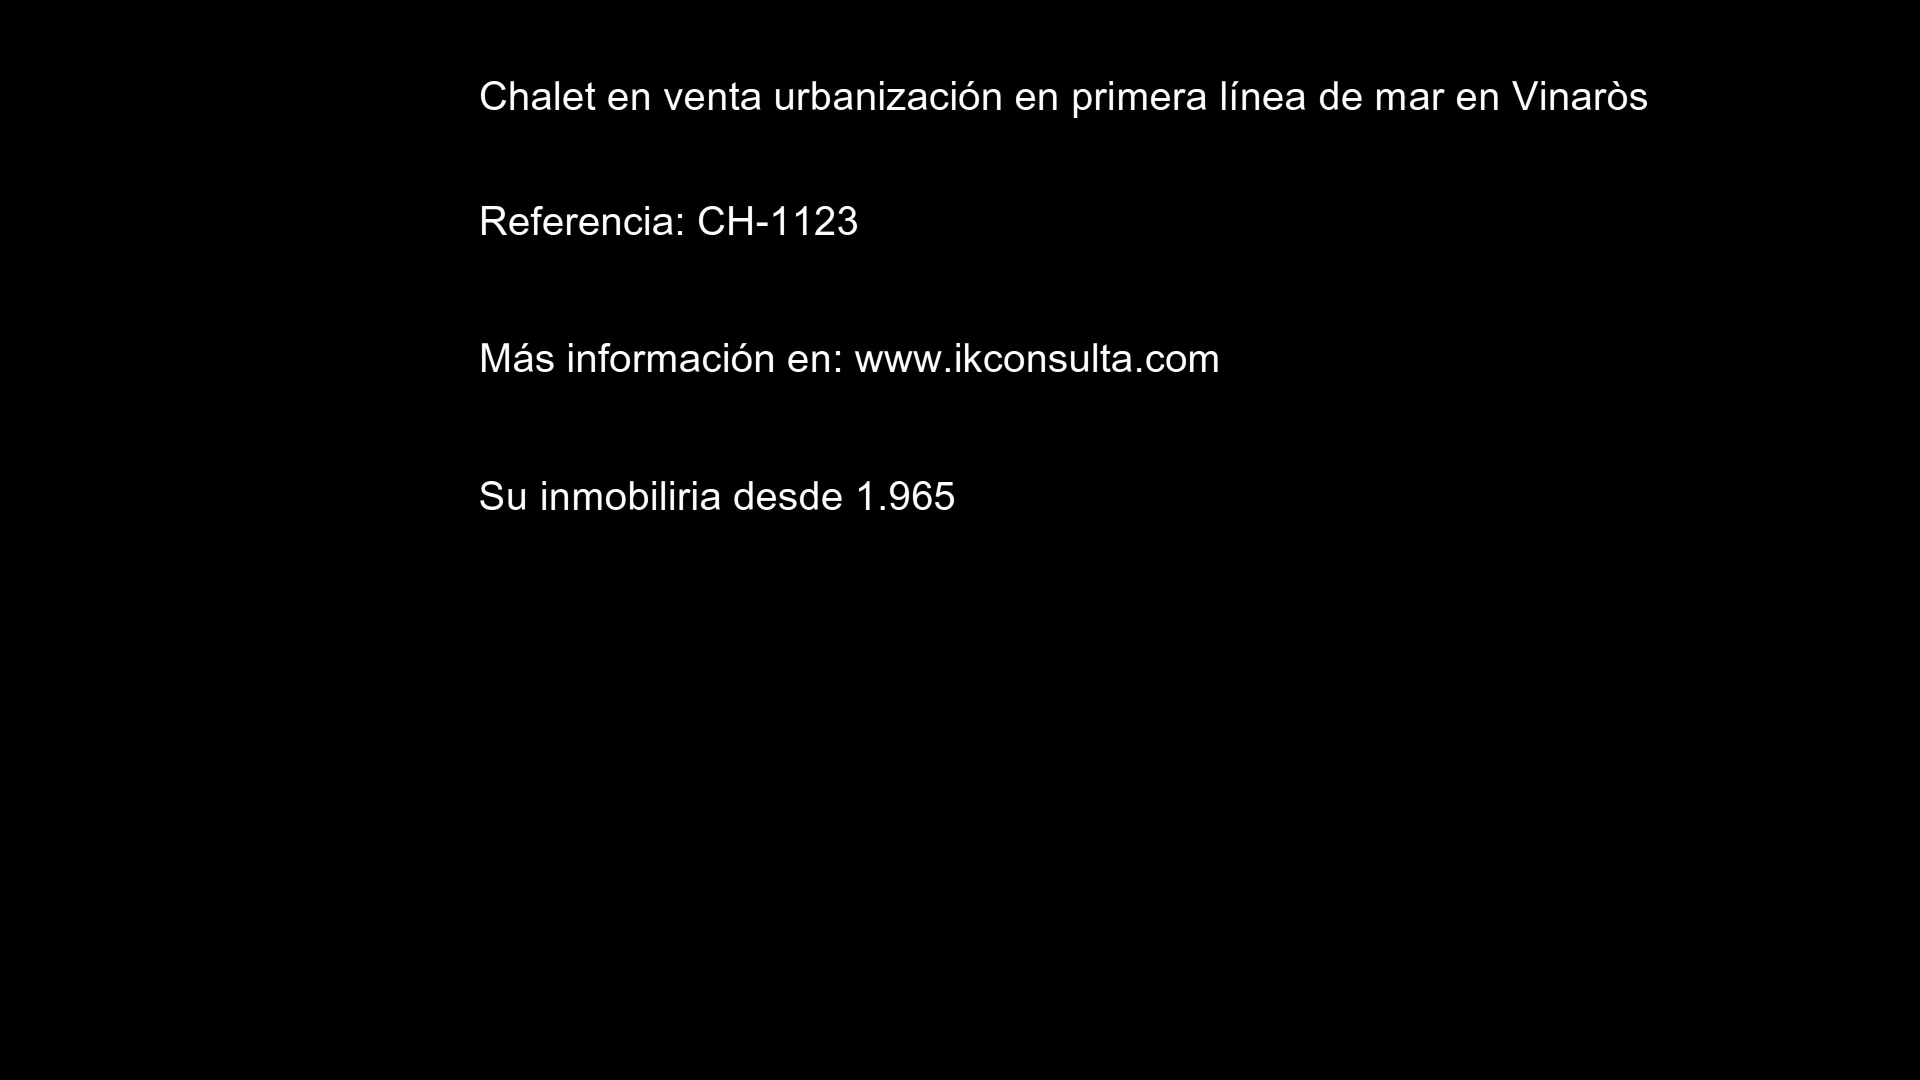 Chalet en venta urbanización en primera línea de mar en Vinaròs
Referencia: CH-1123
Más información en: www.ikconsulta.com
Su inmobiliria desde 1.965